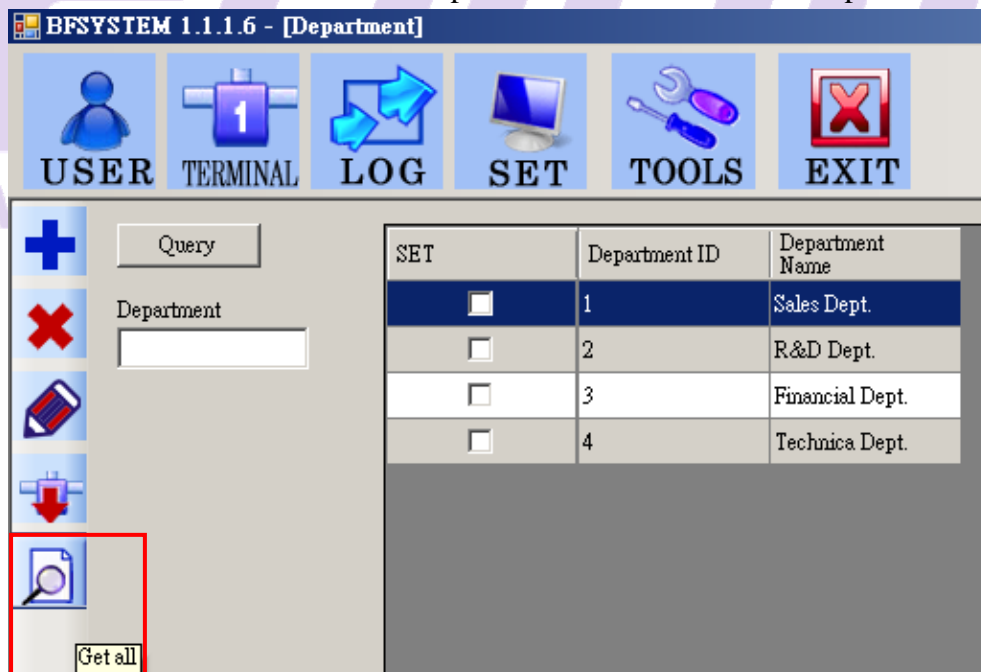 BFSYSTEM 1.1.1.6 - [Department]
1
USER TERMINAL LOG SET TOOLS EXIT
Query
Department
SET Department ID Department
Name
1 Sales Dept.
2 R&D Dept.
3 Financial Dept.
4 Technica Dept.
Get all